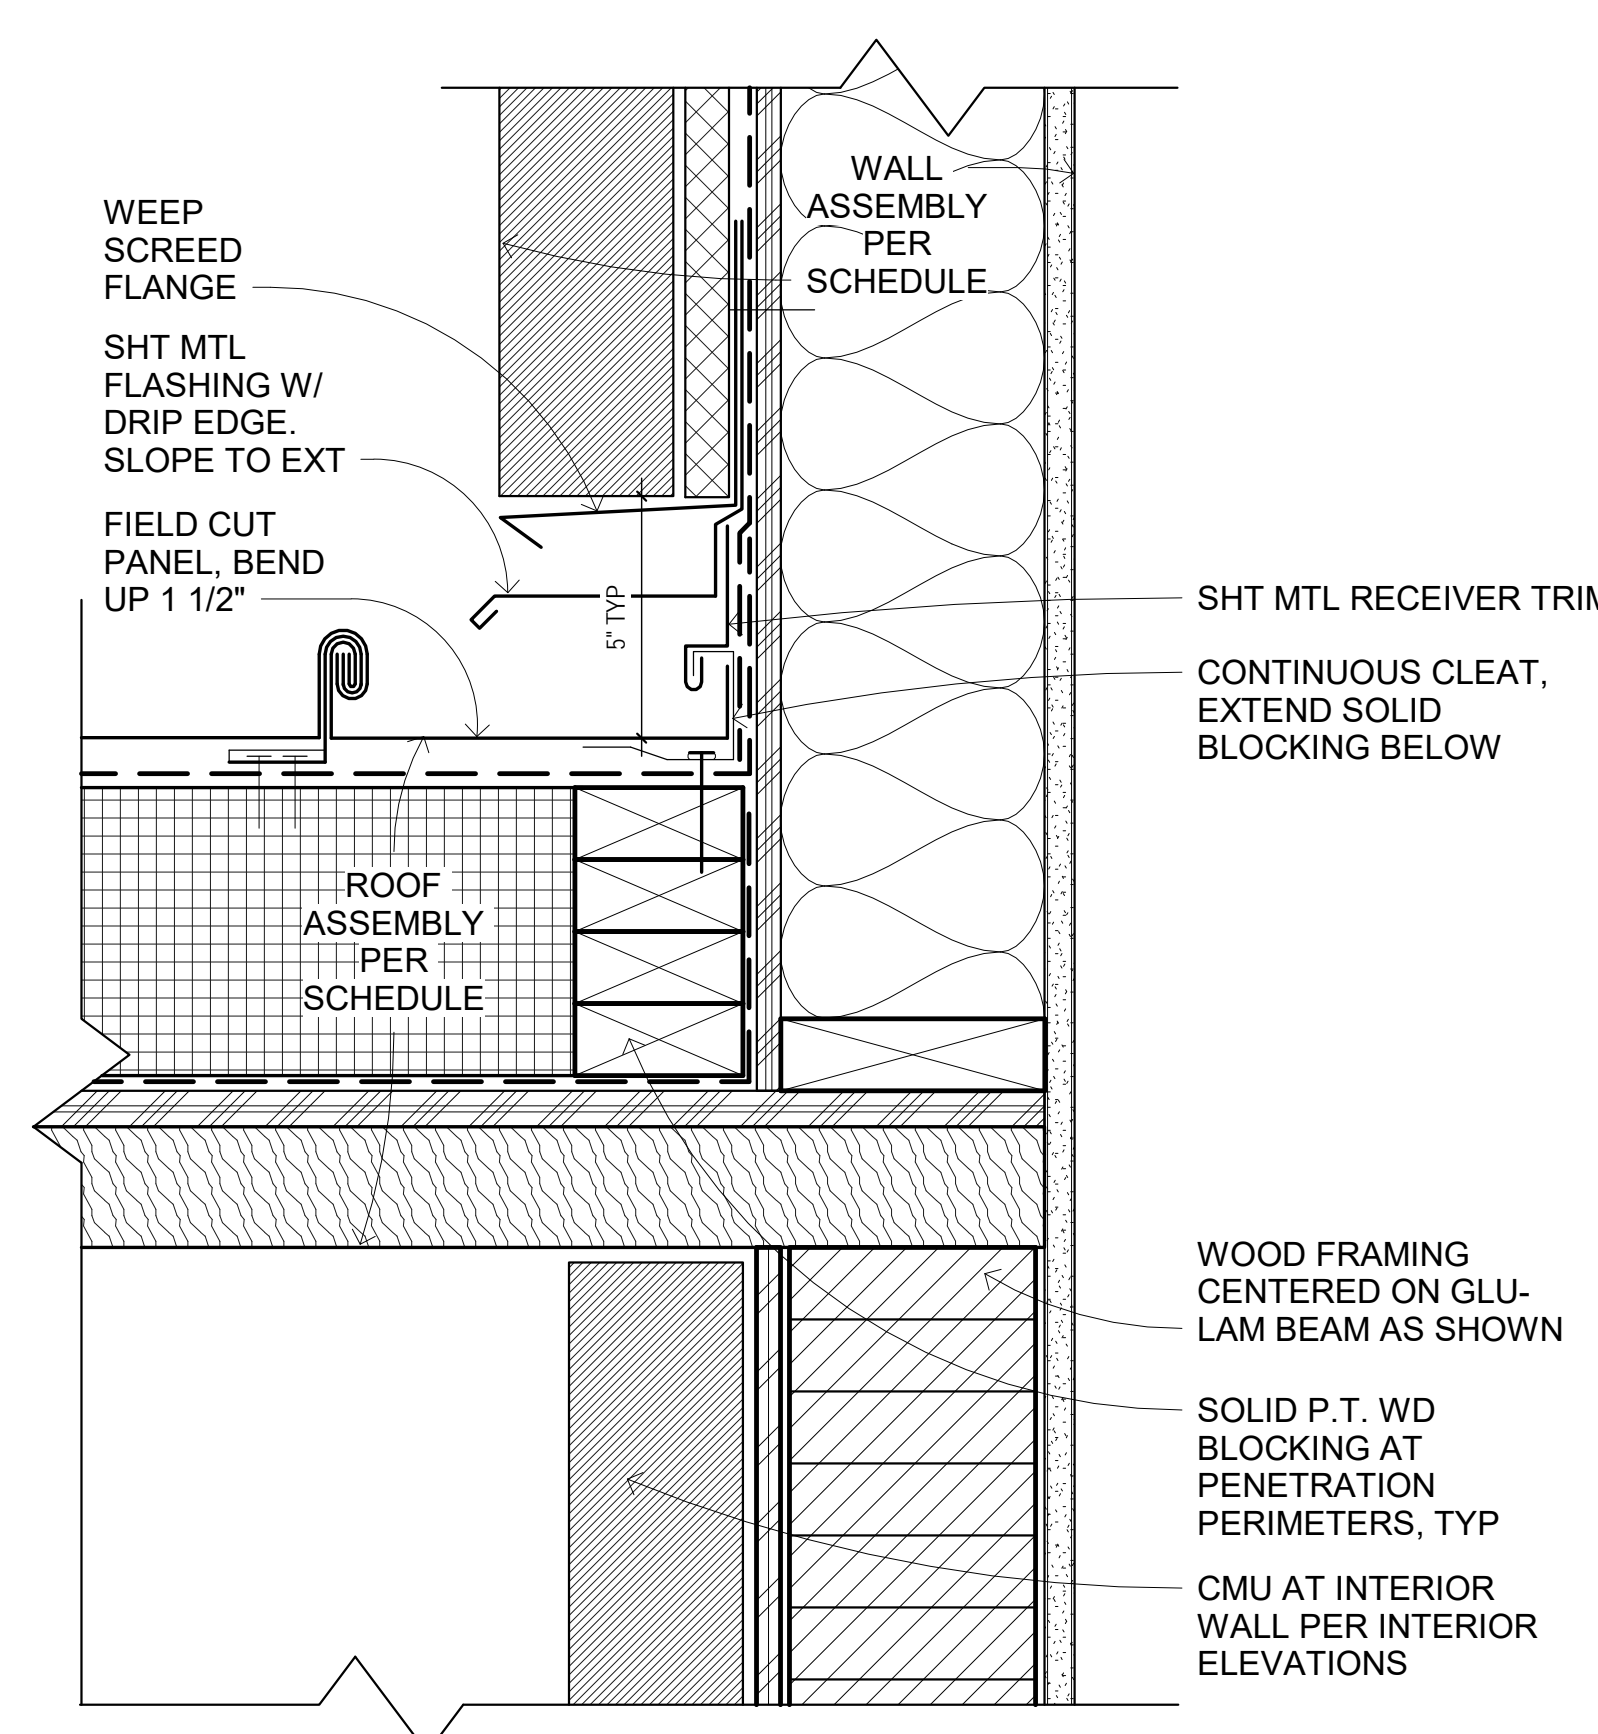 WEEP
SCREED
FLANGE
SHT MTL
FLASHING W/
DRIP EDGE.
SLOPE TO EXT
FIELD CUT
PANEL, BEND
UP 1 1/2"
WALL
ASSEMBLY
PER
SCHEDULE
5" TYP
SHT MTL RECEIVER TRIM
CONTINUOUS CLEAT,
EXTEND SOLID
BLOCKING BELOW
ROOF
ASSEMBLY
PER
SCHEDULE
WOOD FRAMING
CENTERED ON GLU-
LAM BEAM AS SHOWN
SOLID P.T. WD
BLOCKING AT
PENETRATION
PERIMETERS, TYP
CMU AT INTERIOR
WALL PER INTERIOR
ELEVATIONS